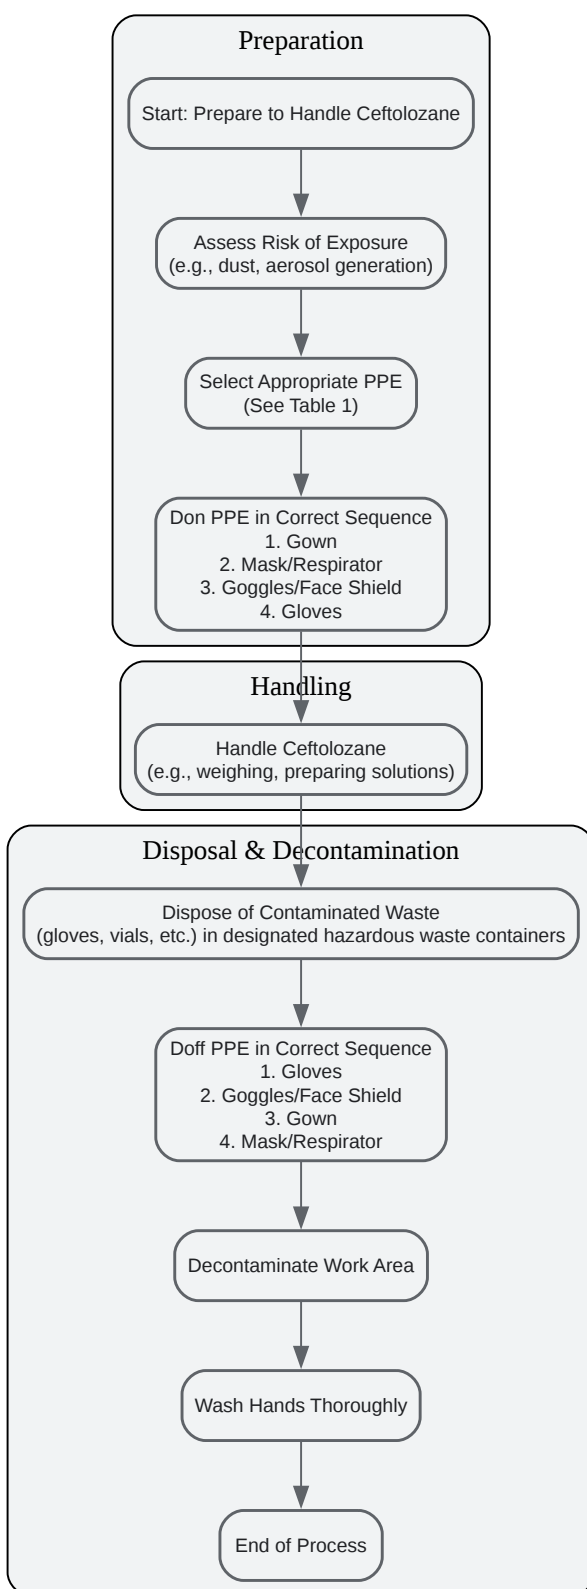 Preparation
Start: Prepare to Handle Ceftolozane
Assess Risk of Exposure
(e.g., dust, aerosol generation)
Select Appropriate PPE
(See Table 1)
Don PPE in Correct Sequence
1. Gown
2. Mask/Respirator
3. Goggles/Face Shield
4. Gloves
Handling
Handle Ceftolozane
(e.g., weighing, preparing solutions)
Disposal & Decontamination
Dispose of Contaminated Waste
(gloves, vials, etc.) in designated hazardous waste containers
Doff PPE in Correct Sequence
1. Gloves
2. Goggles/Face Shield
3. Gown
4. Mask/Respirator
Decontaminate Work Area
Wash Hands Thoroughly
End of Process